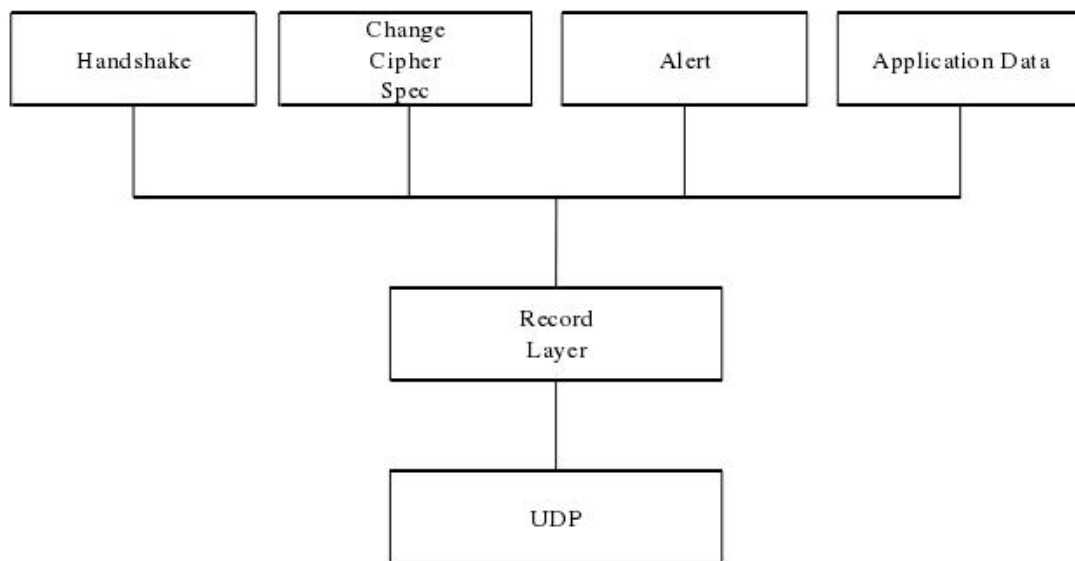 Handshake
Change
Cipher
Spec
Alert
Application Data
Record
Layer
UDP